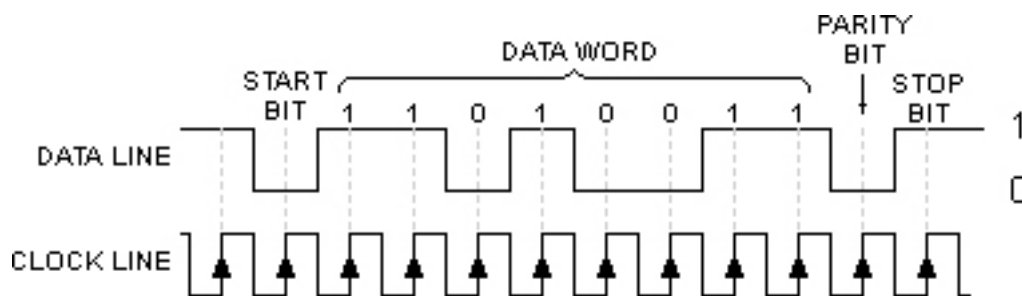 PARITY
BIT
DATA WORD
START
BIT
STOP
BIT
1 1 0 1 0 0 1 1
DATA LINE
1
0
CLOCK LINE